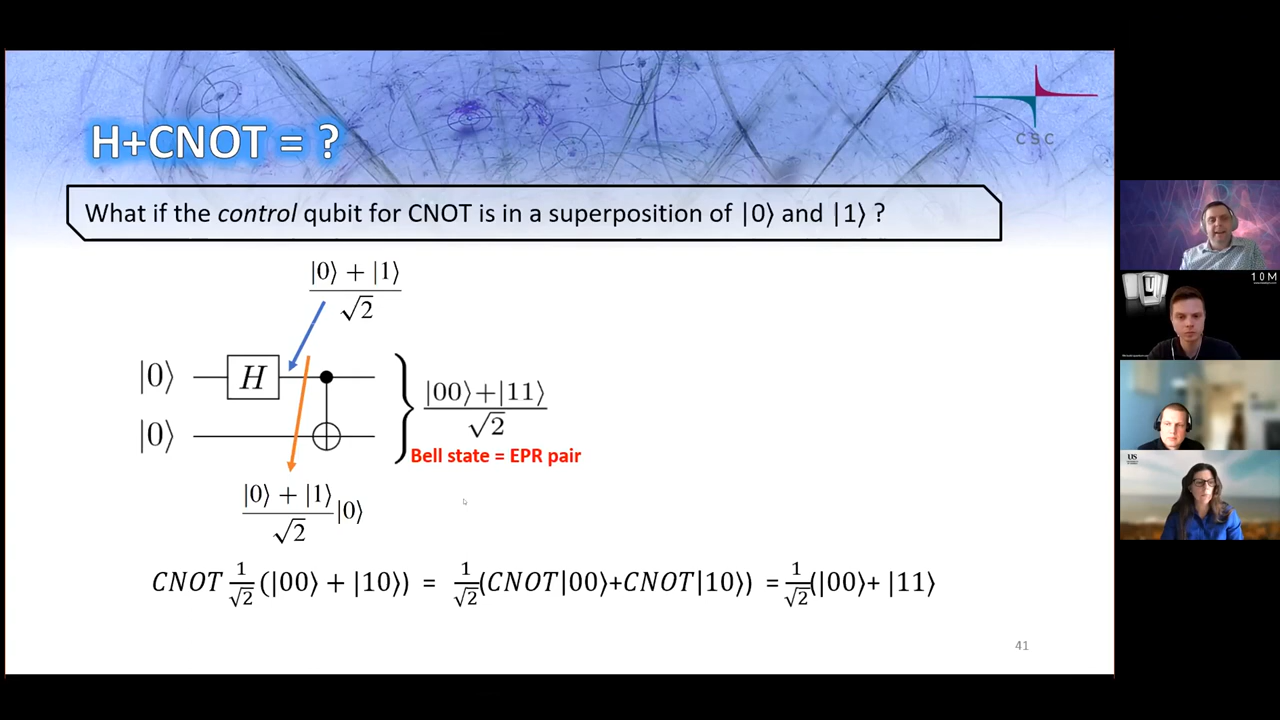 H+CNOT = ?
CSC
What if the control qubit for CNOT is in a superposition of |0⟩ and |1⟩ ?
|0⟩ + |1⟩
√2
|0⟩ H
|0⟩
|00⟩+|11⟩
√2
Bell state = EPR pair
|0⟩ + |1⟩
√2
|0⟩
CNOT 1/√2 (|00⟩ + |10⟩) = 1/√2(CNOT|00⟩+CNOT|10⟩) = 1/√2(|00⟩+ |11⟩
41
10M
US